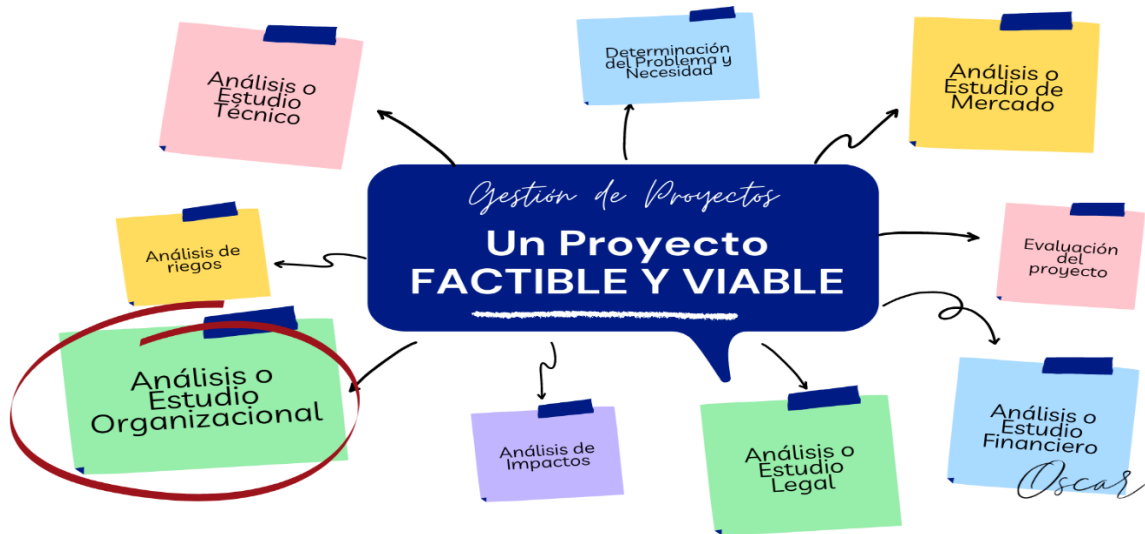 Análisis o
Estudio
Técnico
Determinación
del Problema y
Necesidad
Análisis o
Estudio de
Mercado
Gestión de Proyectos
Un Proyecto
FACTIBLE Y VIABLE
Análisis de
riegos
Evaluación
del
proyecto
Análisis o
Estudio
Organizacional
Análisis de
Impactos
Análisis o
Estudio
Legal
Análisis o
Estudio
Financiero
Oscar